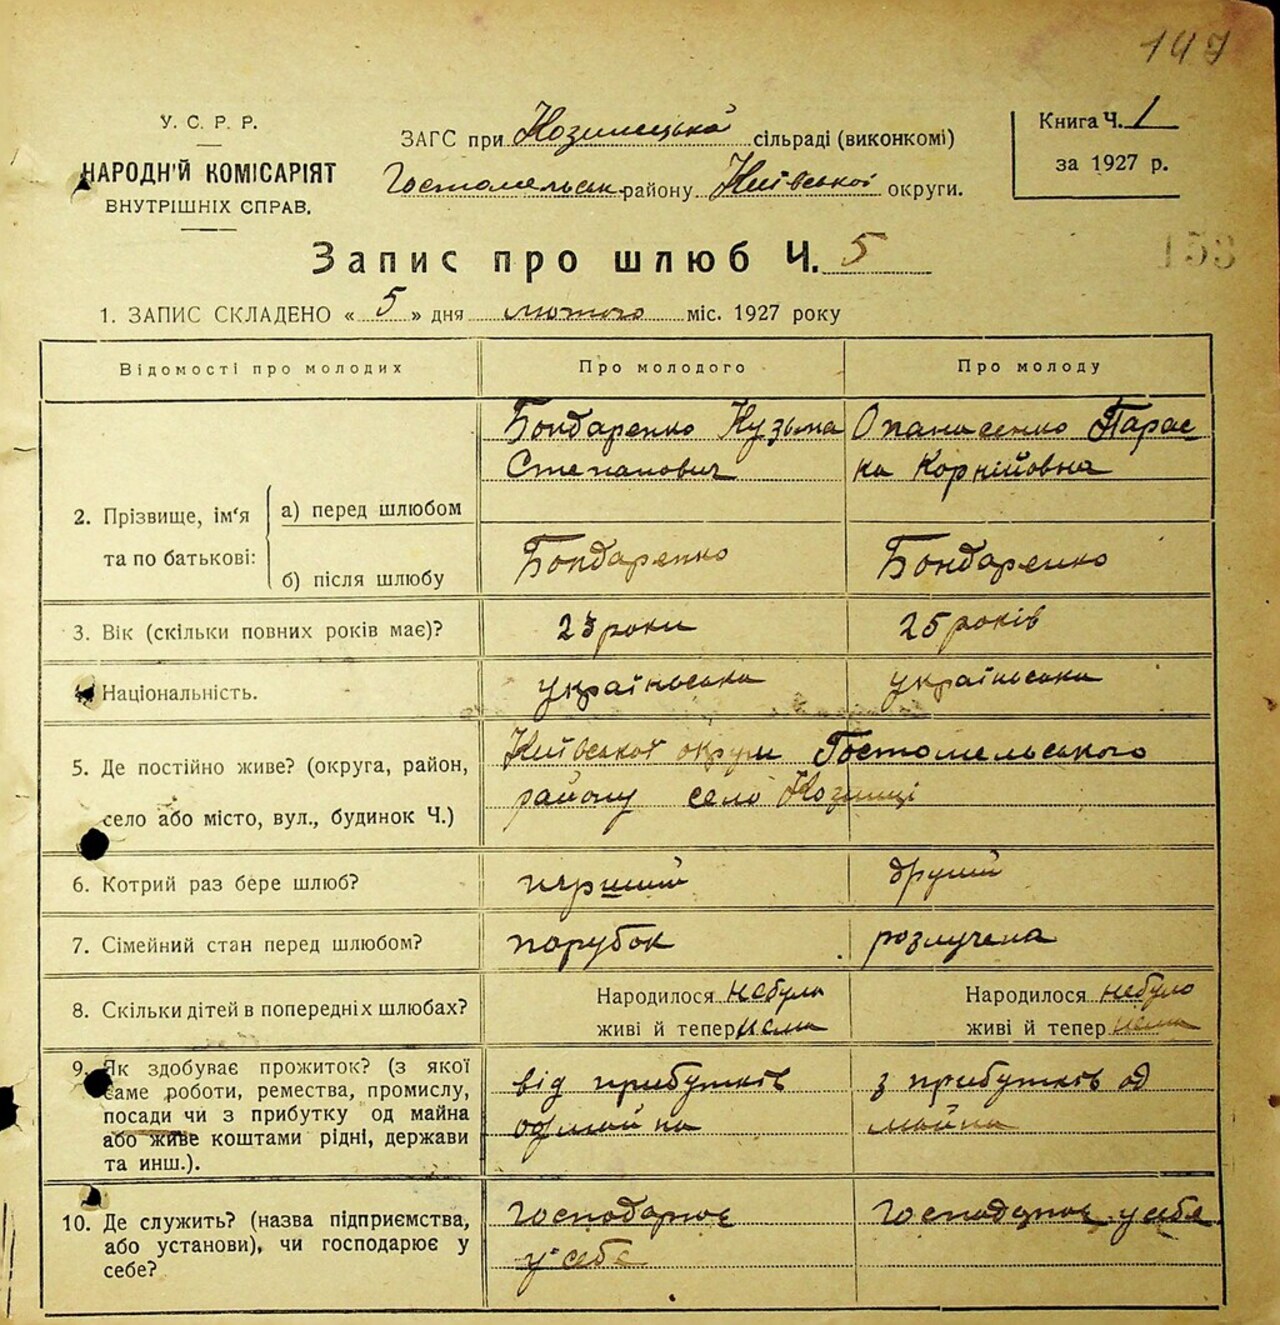 147
У. С. Р. Р.
НАРОДН'Й КОМІСАРІЯТ
ВНУТРІШНІХ СПРАВ.
ЗАГС при Козинецькій сільраді (виконкомі)
Гостомельськ району Київської округи.
Книга Ч. 1
за 1927 р.
153
Запис про шлюб Ч. 5
1. ЗАПИС СКЛАДЕНО « 5 » дня лютого міс. 1927 року
Відомості про молодих
Про молодого
Про молоду
2. Прізвище, ім'я
та по батькові:
а) перед шлюбом
Бондаренко Кузьма
Степанович
Опанасенко Парас
ка Корнійовна
б) після шлюбу
Бондаренко
Бондаренко
3. Вік (скільки повних років має)?
23 роки
25 років
4. Національність.
українська
українська
5. Де постійно живе? (округа, район,
село або місто, вул., будинок Ч.)
Київської округи Гостомельського
району село Козинці
6. Котрий раз бере шлюб?
перший
другий
7. Сімейний стан перед шлюбом?
парубок
розлучена
8. Скільки дітей в попередніх шлюбах?
Народилося небуло
живі й тепер нема
Народилося небуло
живі й тепер нема
9. Як здобуває прожиток? (з якої
саме роботи, ремества, промислу,
посади чи з прибутку од майна
або живе коштами рідні, держави
та инш.).
від прибутків
од майна
з прибутків од
майна
10. Де служить? (назва підприємства,
або установи), чи господарює у
себе?
господарює
у себе
господарює у себе